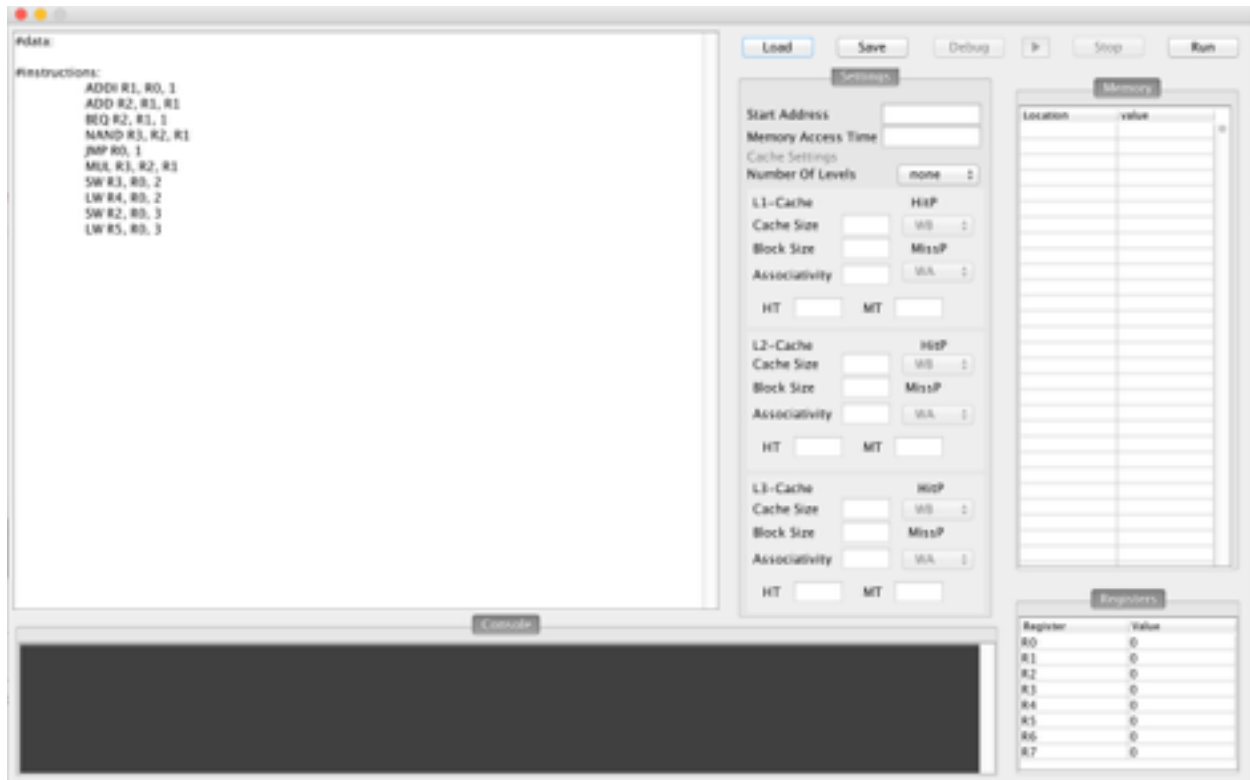 #data:
#instructions:
ADDI R1, R0, 1
ADD R2, R1, R1
BEQ R2, R1, 1
NAND R3, R2, R1
JMP R0, 1
MUL R3, R2, R1
SW R3, R0, 2
LW R4, R0, 2
SW R2, R0, 3
LW R5, R0, 3
Load Save Debug Stop Run
Settings
Start Address
Memory Access Time
Cache Settings
Number Of Levels none
L1-Cache HitP
Cache Size WB
Block Size MissP
Associativity WA
HT MT
L2-Cache HitP
Cache Size WB
Block Size MissP
Associativity WA
HT MT
L3-Cache HitP
Cache Size WB
Block Size MissP
Associativity WA
HT MT
Memory
Location value
Console
Registers
Register Value
R0 0
R1 0
R2 0
R3 0
R4 0
R5 0
R6 0
R7 0